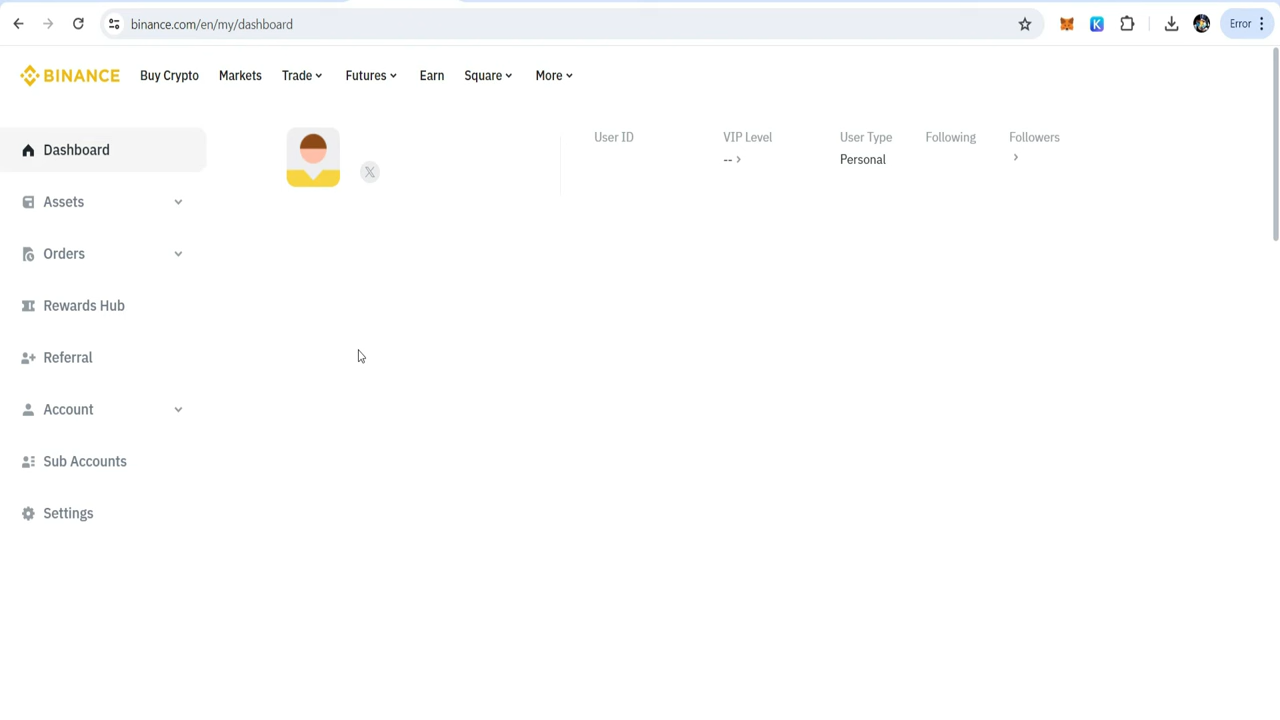 binance.com/en/my/dashboard
Error
BINANCE
Buy Crypto Markets Trade Futures Earn Square More
Dashboard
Assets
Orders
Rewards Hub
Referral
Account
Sub Accounts
Settings
𝕏
User ID VIP Level User Type Following Followers
-- Personal